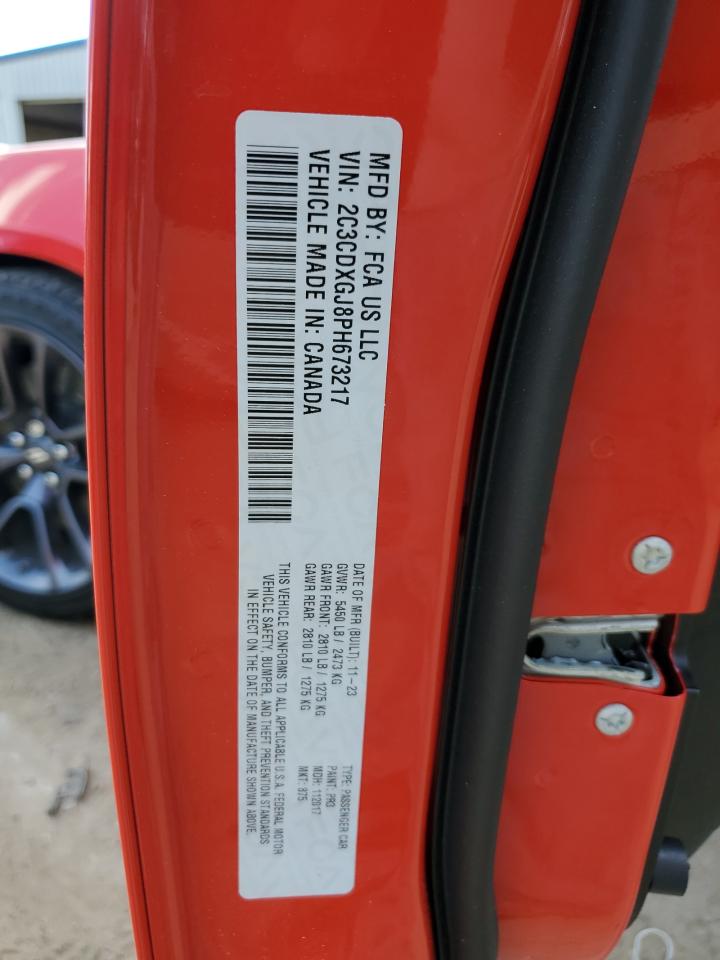 MFD BY: FCA US LLC
VIN: 2C3CDXGJ8PH673217
VEHICLE MADE IN: CANADA
DATE OF MFR (BUILT): 11-23
GVWR: 5450 LB / 2473 KG
GAWR FRONT: 2810 LB / 1275 KG
GAWR REAR: 2810 LB / 1275 KG
TYPE: PASSENGER CAR
PAINT: PR3
MDH: 112017
MKT: 875
THIS VEHICLE CONFORMS TO ALL APPLICABLE U.S.A. FEDERAL MOTOR
VEHICLE SAFETY, BUMPER, AND THEFT PREVENTION STANDARDS
IN EFFECT ON THE DATE OF MANUFACTURE SHOWN ABOVE.